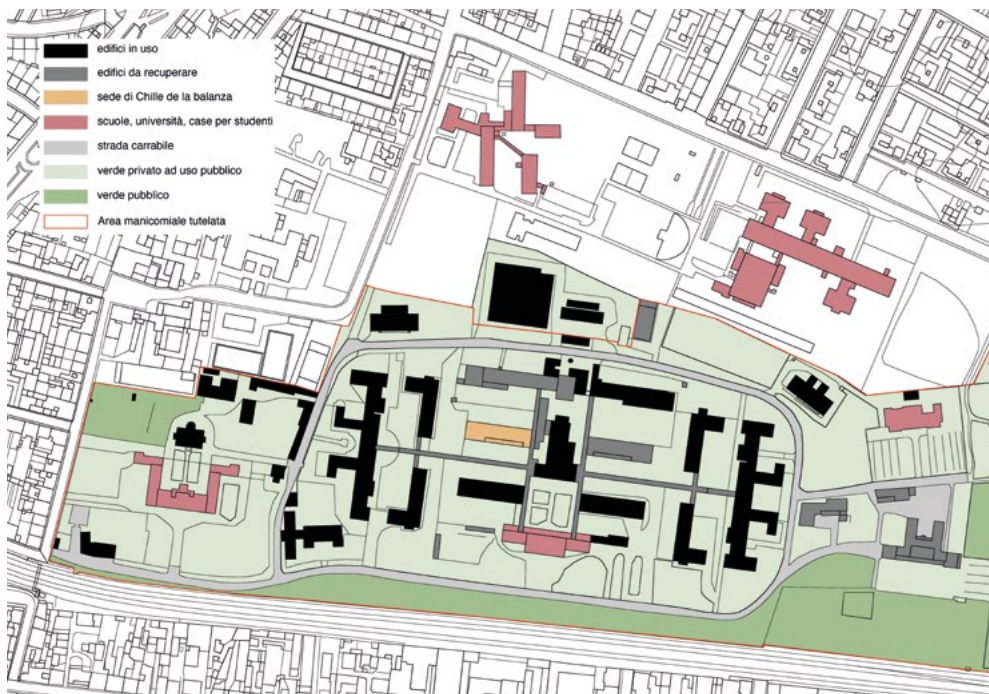 edifici in uso
edifici da recuperare
sede di Chille de la balanza
scuole, università, case per studenti
strada carrabile
verde privato ad uso pubblico
verde pubblico
Area manicomiale tutelata